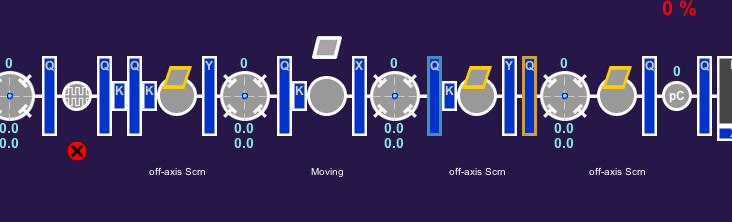 0 %
0 0 0 0 0
Q Q Q Y Q X Q Y Q Q Q
K K K K
pC
0.0 0.0 0.0 0.0
0.0 0.0 0.0 0.0
off-axis Scrn Moving off-axis Scrn off-axis Scrn